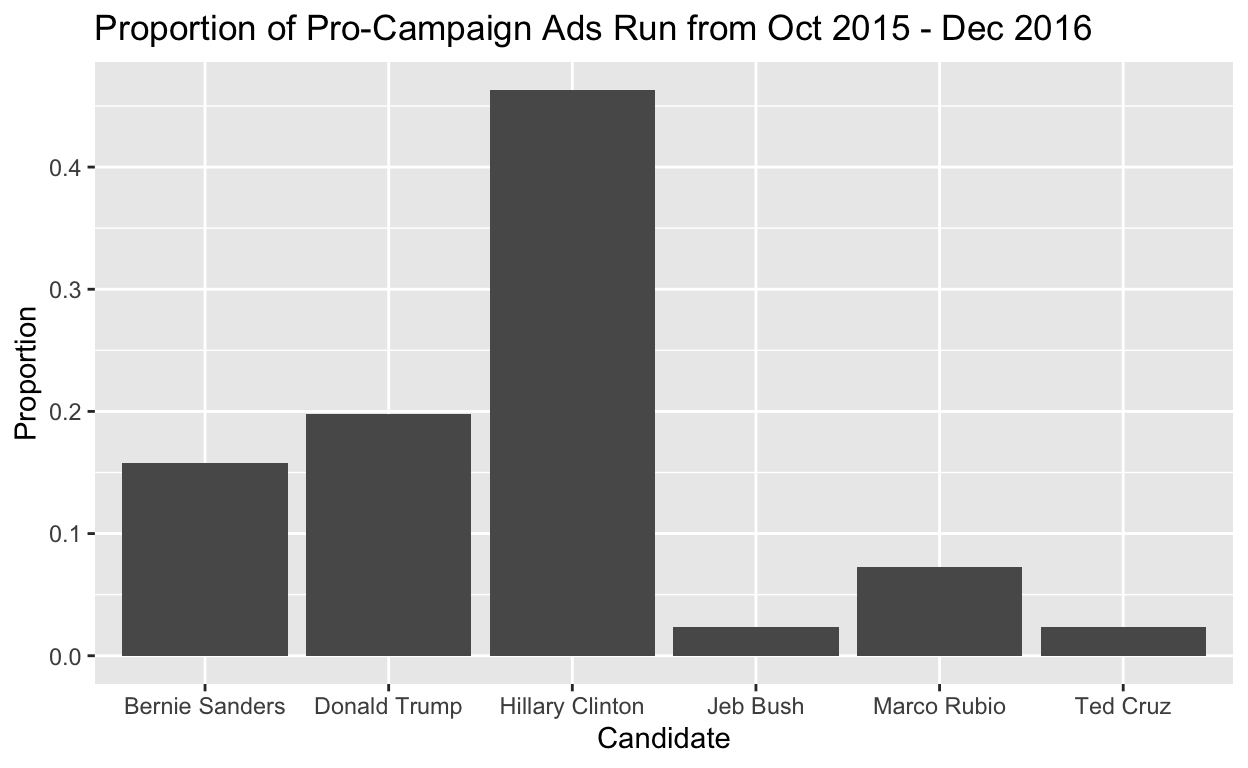 Proportion of Pro-Campaign Ads Run from Oct 2015 - Dec 2016
Proportion
0.4
0.3
0.2
0.1
0.0
Bernie Sanders Donald Trump Hillary Clinton Jeb Bush Marco Rubio Ted Cruz
Candidate